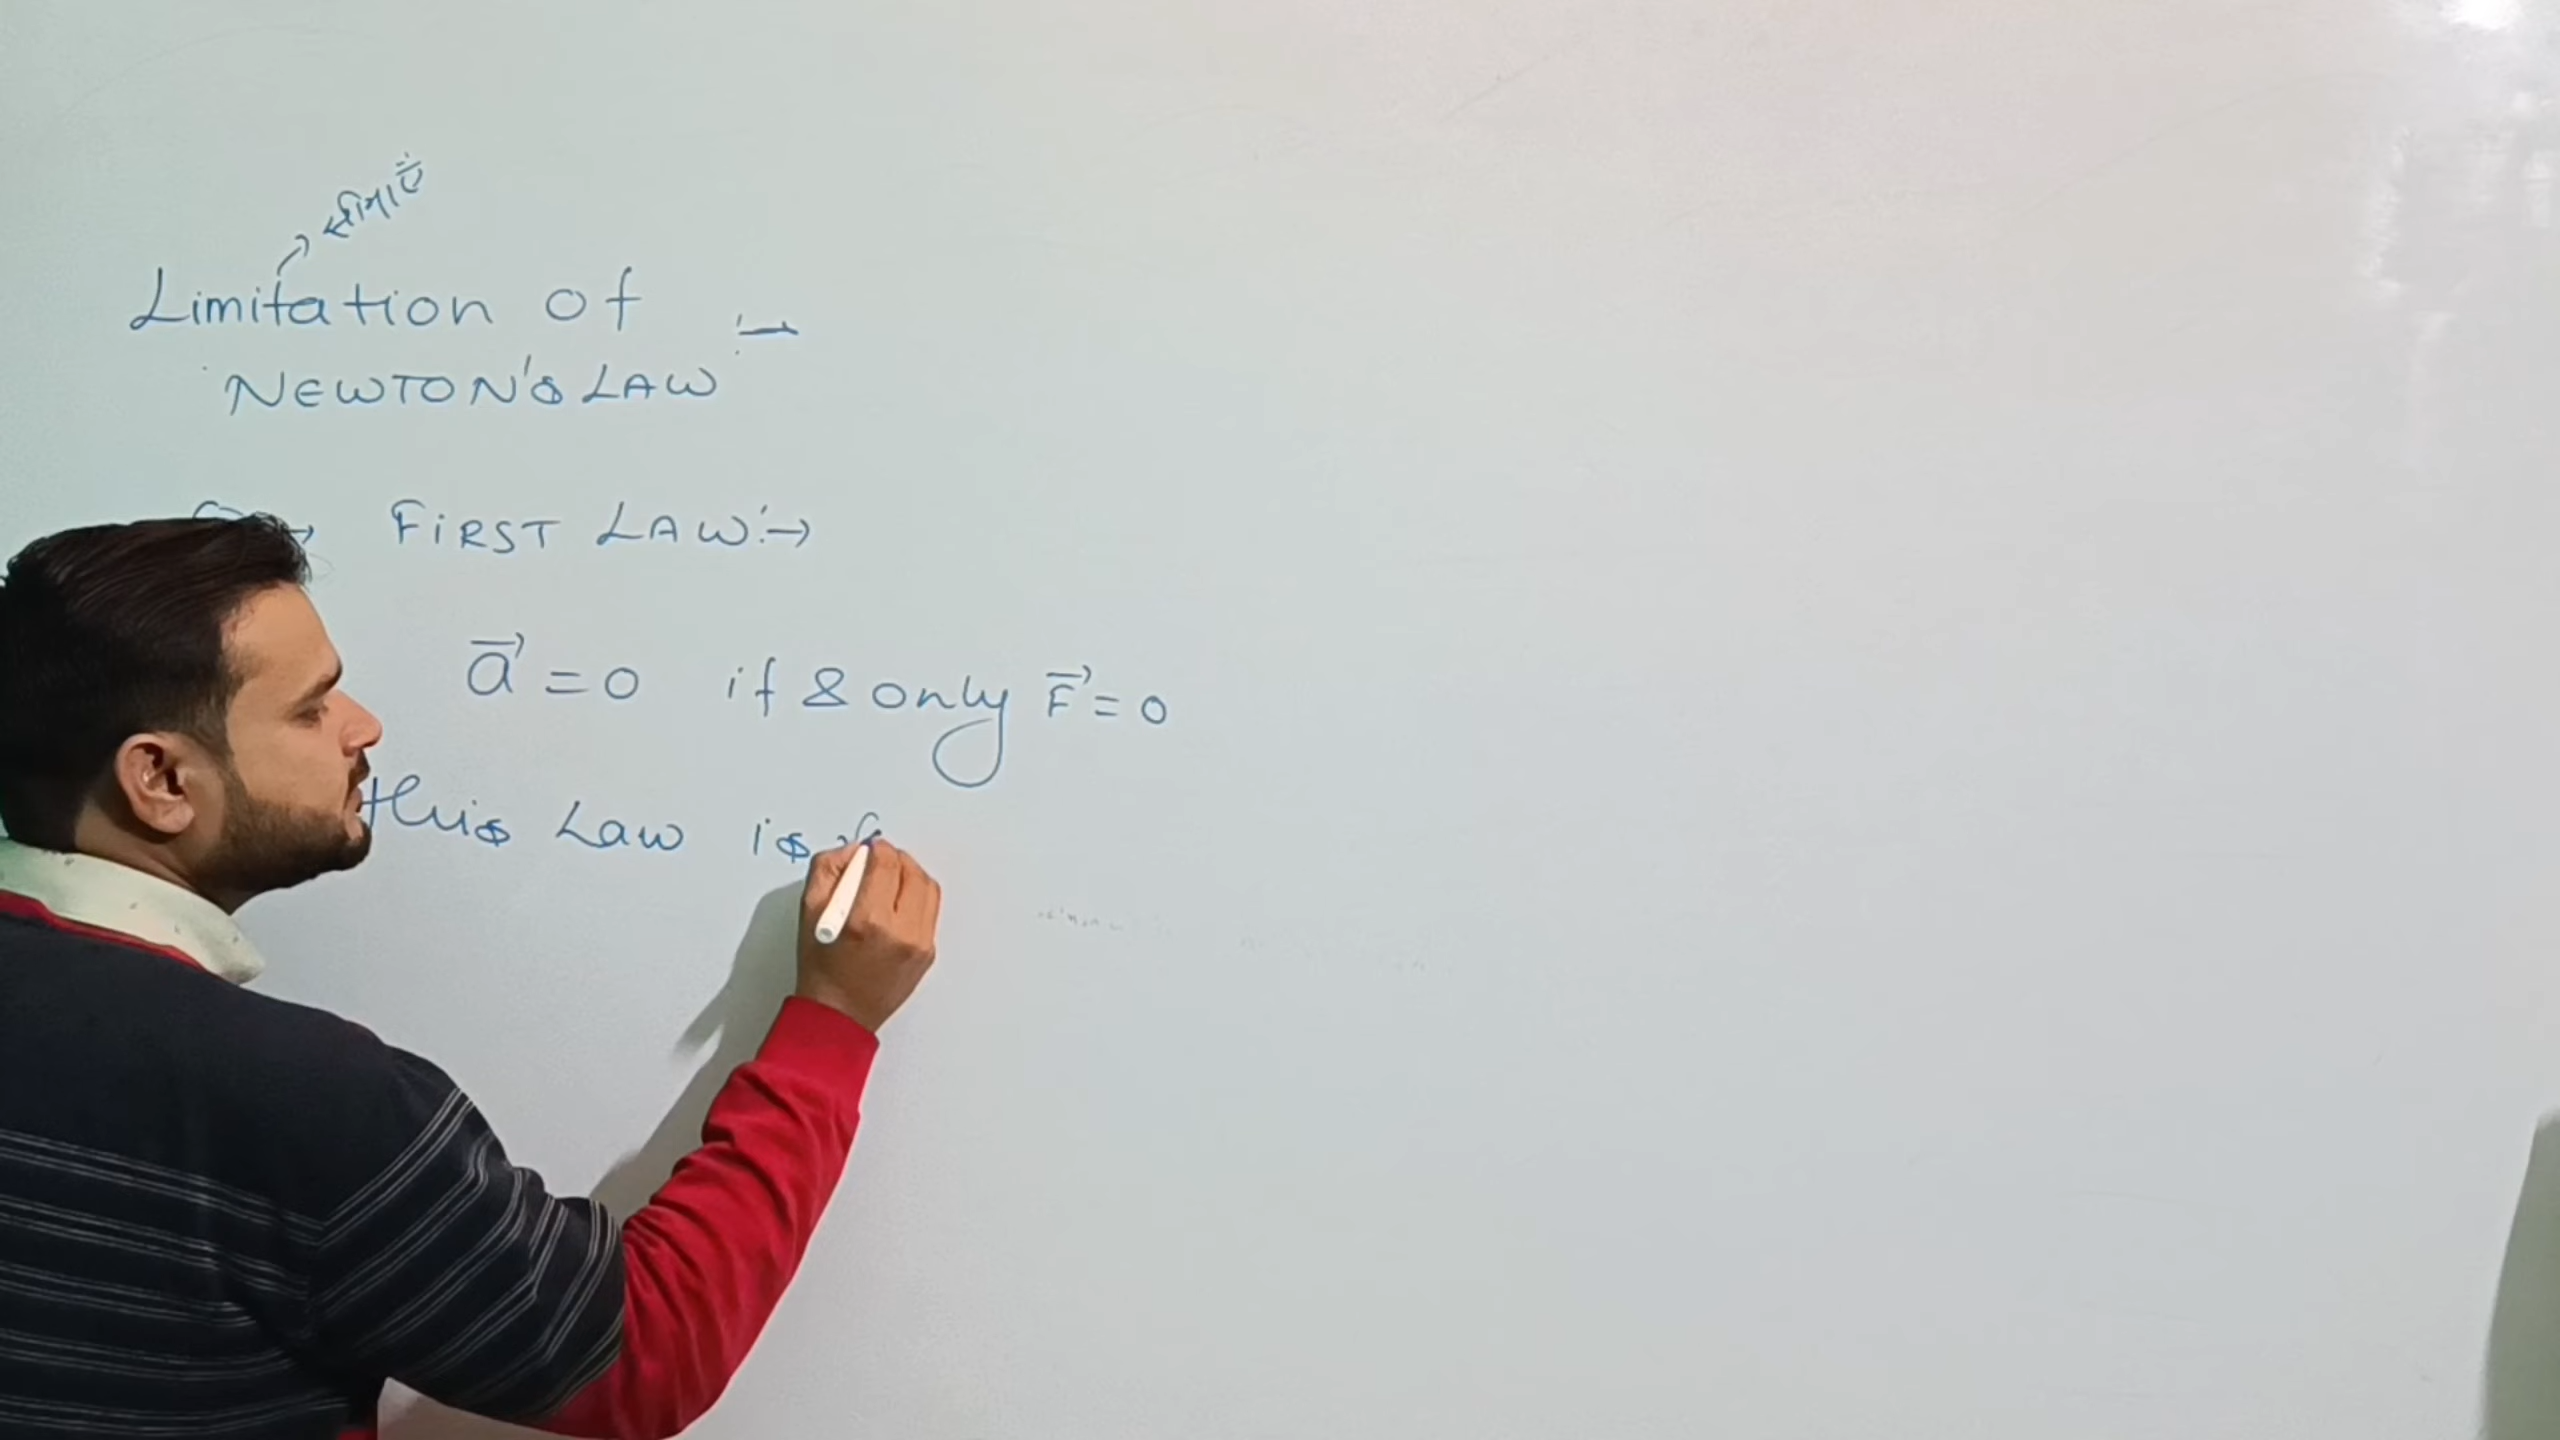 सीमाऐं
Limitation of :-
NEWTON'S LAW
FIRST LAW:→
a⃗ = 0 if & only F⃗ = 0
this Law is